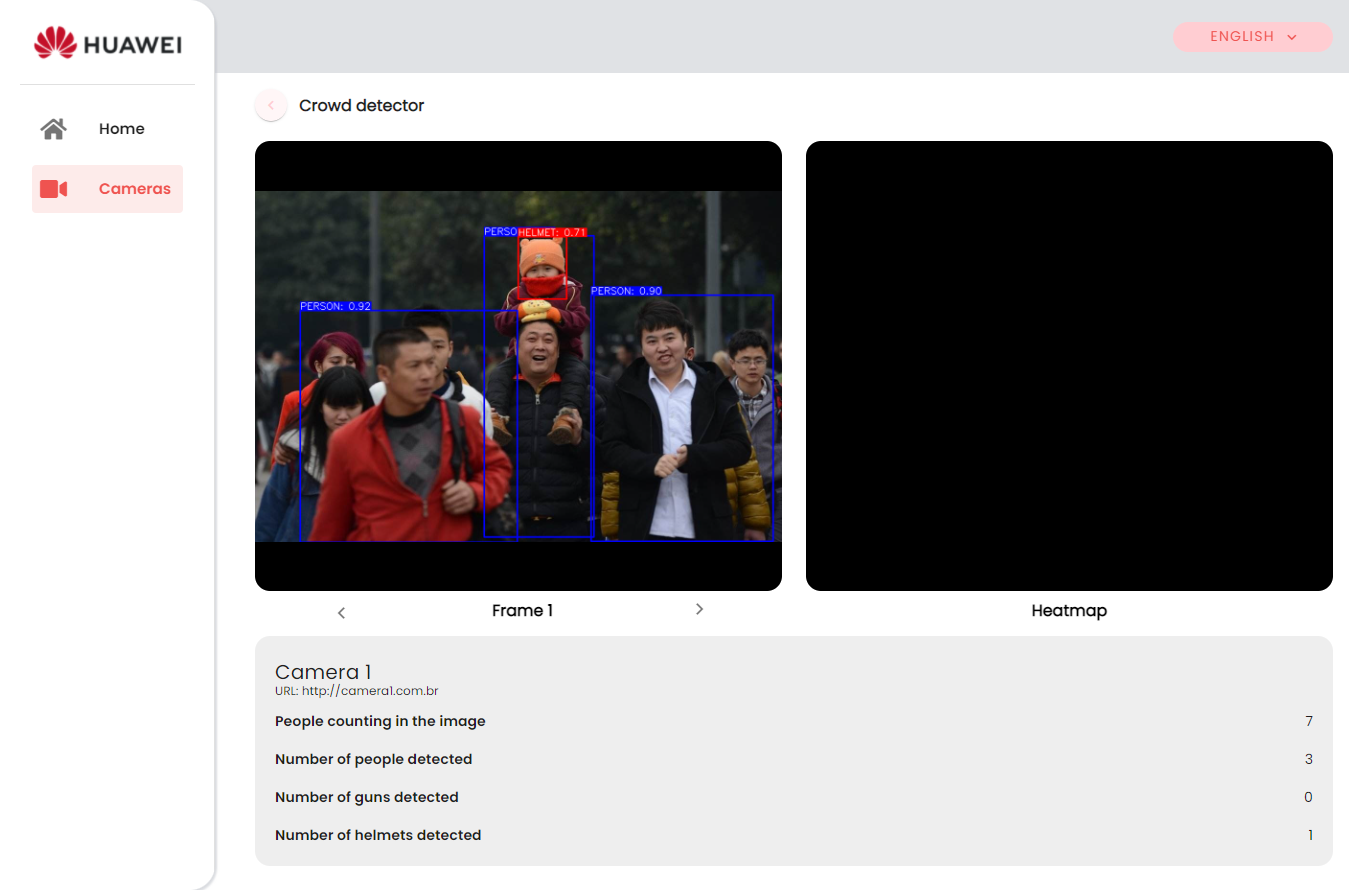 HUAWEI
ENGLISH
Home
Cameras
Crowd detector
PERSO
HELMET: 0.71
PERSON: 0.90
PERSON: 0.92
Frame 1
Heatmap
Camera 1
URL: http://camera1.com.br
People counting in the image 7
Number of people detected 3
Number of guns detected 0
Number of helmets detected 1